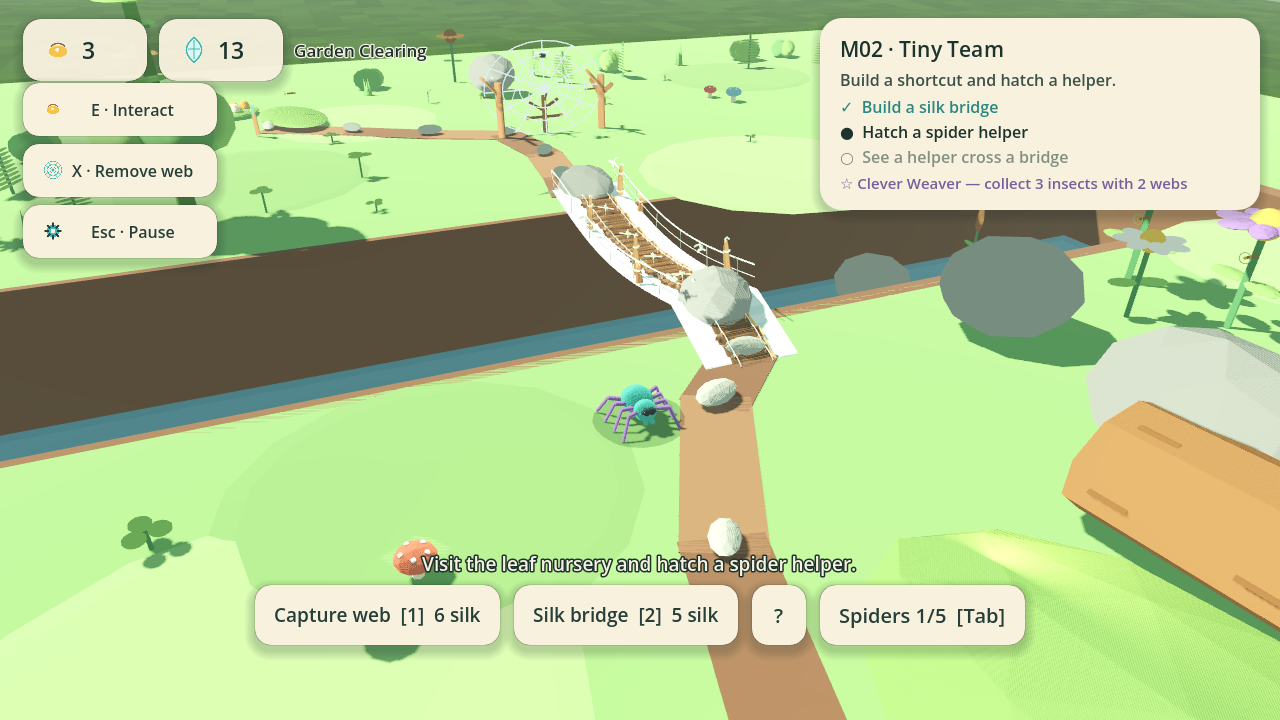 3
13
Garden Clearing
E · Interact
X · Remove web
Esc · Pause
M02 · Tiny Team
Build a shortcut and hatch a helper.
✓ Build a silk bridge
● Hatch a spider helper
○ See a helper cross a bridge
☆ Clever Weaver — collect 3 insects with 2 webs
Visit the leaf nursery and hatch a spider helper.
Capture web [1] 6 silk
Silk bridge [2] 5 silk
?
Spiders 1/5 [Tab]